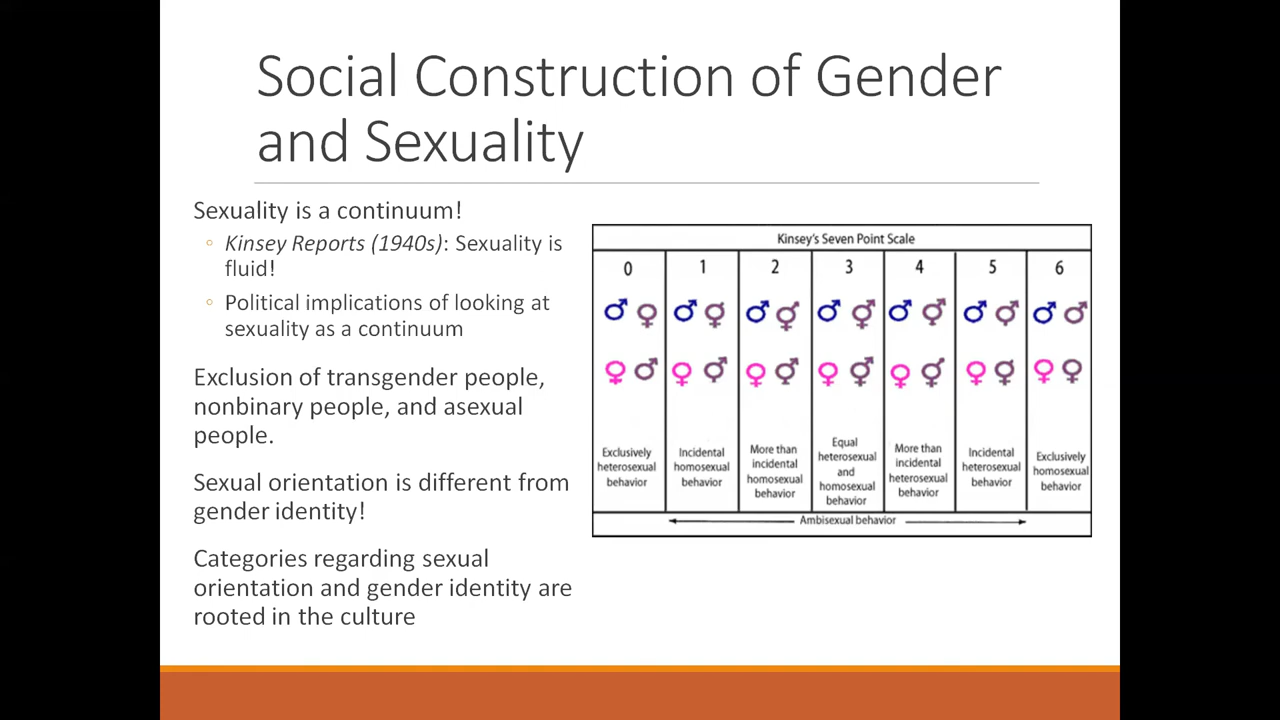 Social Construction of Gender
and Sexuality
Sexuality is a continuum!
◦ Kinsey Reports (1940s): Sexuality is
fluid!
◦ Political implications of looking at
sexuality as a continuum
Exclusion of transgender people,
nonbinary people, and asexual
people.
Sexual orientation is different from
gender identity!
Categories regarding sexual
orientation and gender identity are
rooted in the culture
Kinsey's Seven Point Scale
0 1 2 3 4 5 6
Exclusively
heterosexual
behavior
Incidental
homosexual
behavior
More than
incidental
homosexual
behavior
Equal
heterosexual
and
homosexual
behavior
More than
incidental
heterosexual
behavior
Incidental
heterosexual
behavior
Exclusively
homosexual
behavior
Ambisexual behavior